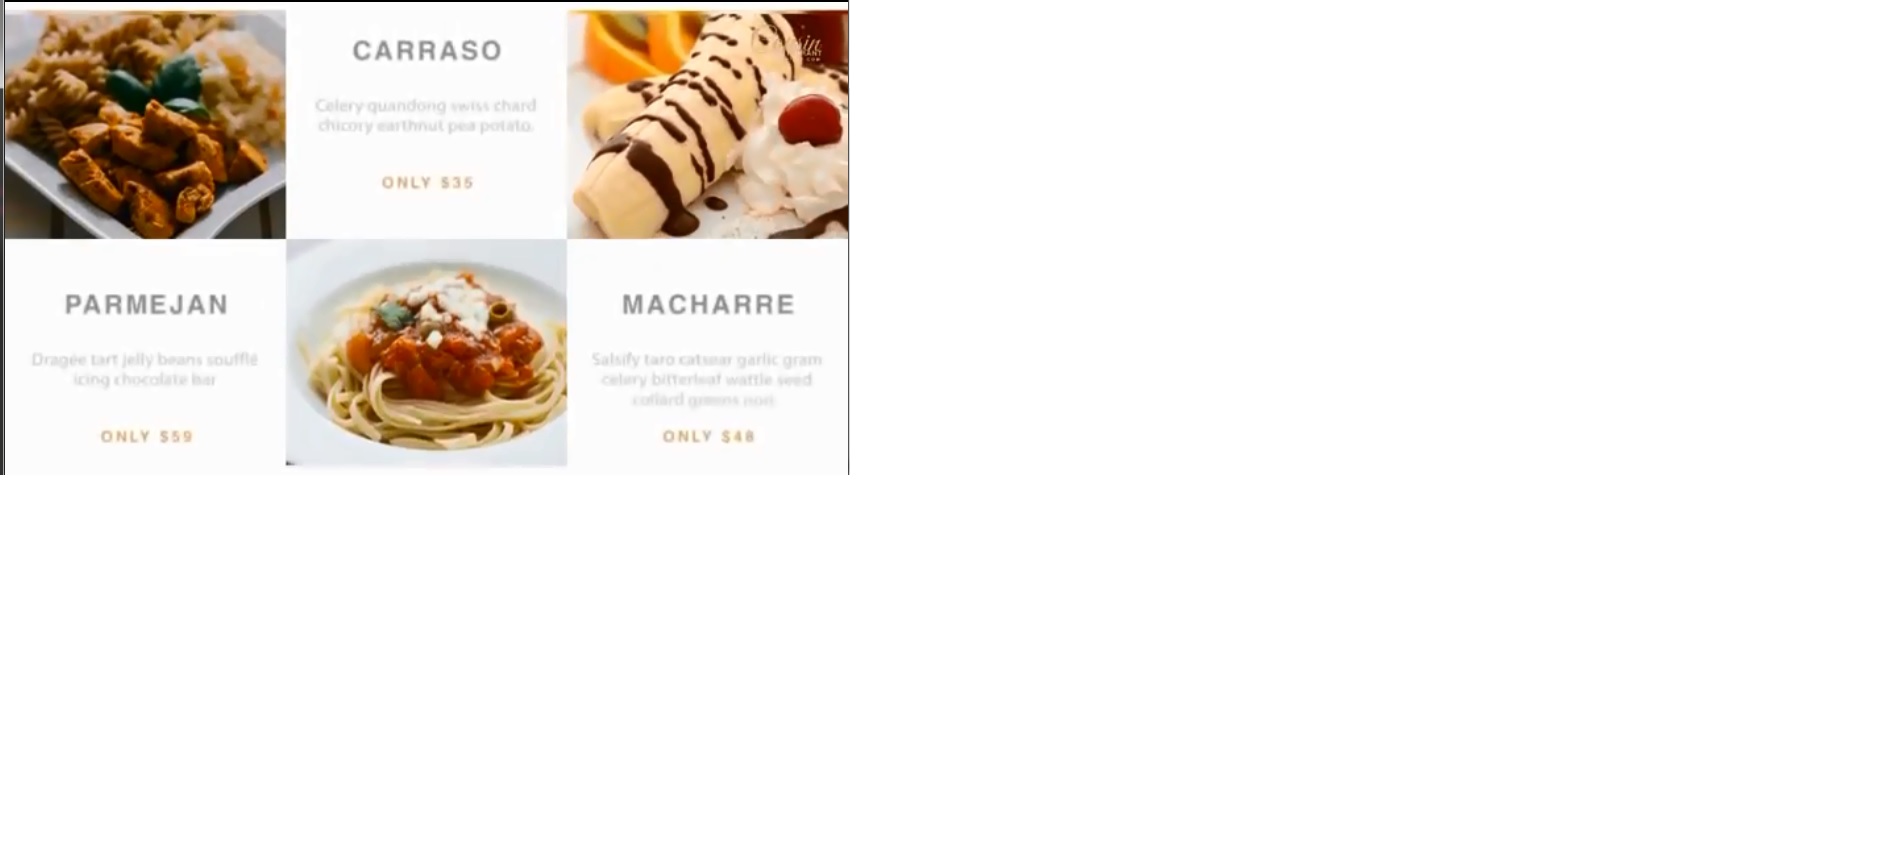 CARRASO
Celery quandong swiss chard
chicory earthnut pea potato.
ONLY $35
PARMEJAN
Dragée tart jelly beans soufflé
icing chocolate bar
ONLY $59
MACHARRE
Salsify taro catsear garlic gram
celery bitterleaf wattle seed
collard greens nori.
ONLY $48